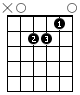 × ○ ○
1
2 3